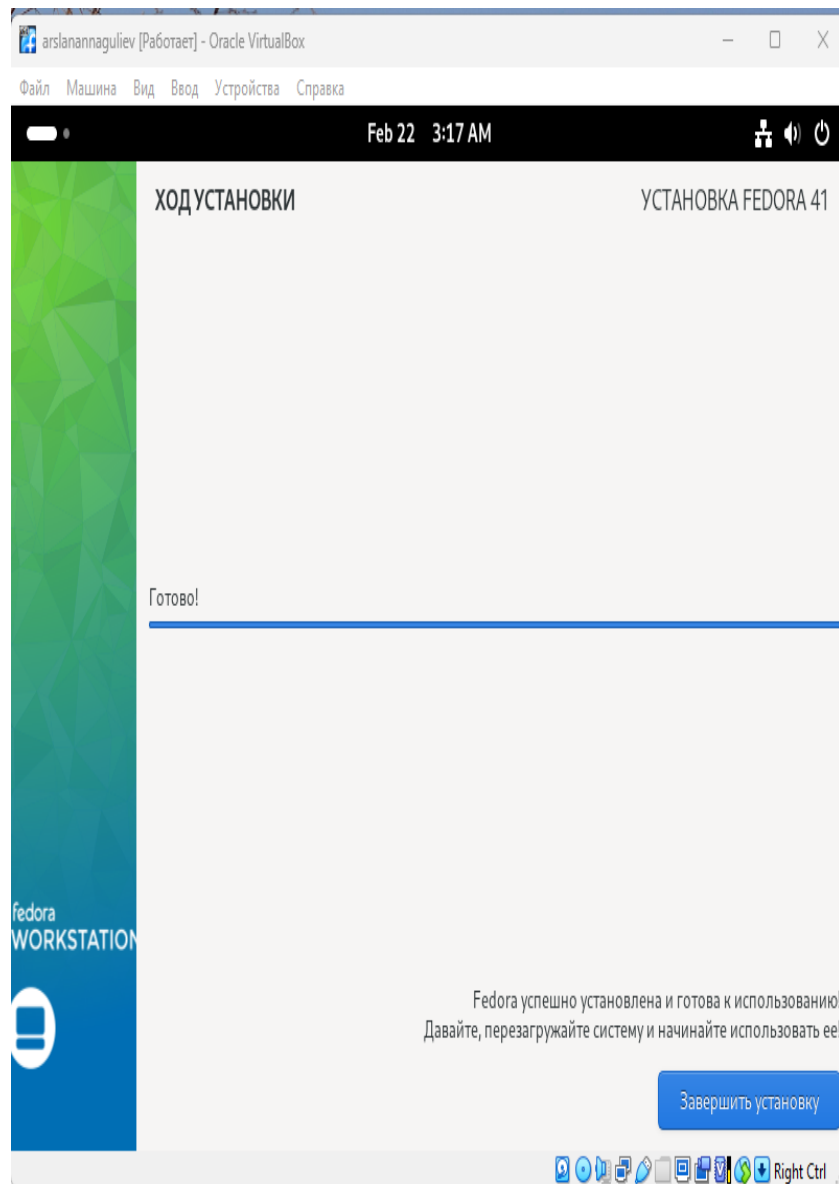 arslanannaguliev [Работает] - Oracle VirtualBox
Файл Машина Вид Ввод Устройства Справка
Feb 22 3:17 AM
ХОД УСТАНОВКИ
УСТАНОВКА FEDORA 41
Готово!
fedora
WORKSTATION
Fedora успешно установлена и готова к использованию!
Давайте, перезагружайте систему и начинайте использовать ее!
Завершить установку
Right Ctrl